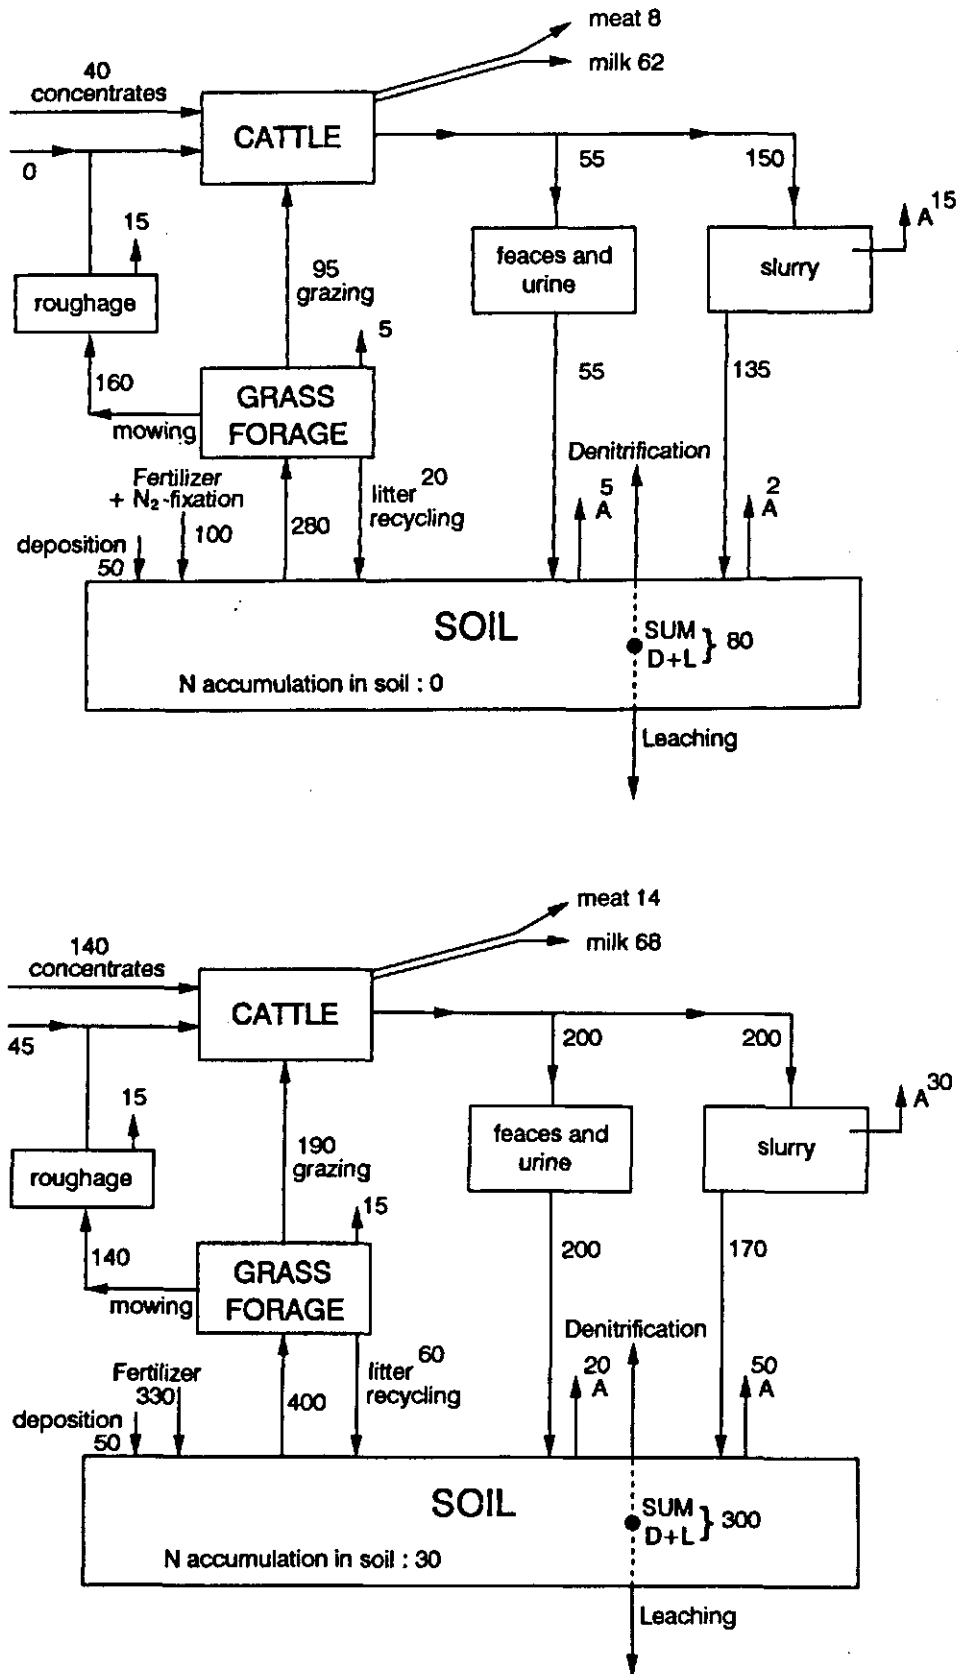 meat 8
40
milk 62
concentrates
CATTLE
0
55
150
A 15
15
95
grazing
feaces and
urine
slurry
roughage
5
160
55
135
GRASS
FORAGE
mowing
Denitrification
Fertilizer
+ N₂-fixation
litter 20
recycling
5
A
2
A
100
280
deposition
50
SOIL
SUM
D+L } 80
N accumulation in soil : 0
Leaching
meat 14
140
milk 68
concentrates
CATTLE
45
200
200
A 30
15
190
grazing
feaces and
urine
slurry
roughage
15
140
200
170
GRASS
FORAGE
mowing
Denitrification
Fertilizer
330
litter 60
recycling
20
A
50
A
400
deposition
50
SOIL
SUM
D+L } 300
N accumulation in soil : 30
Leaching